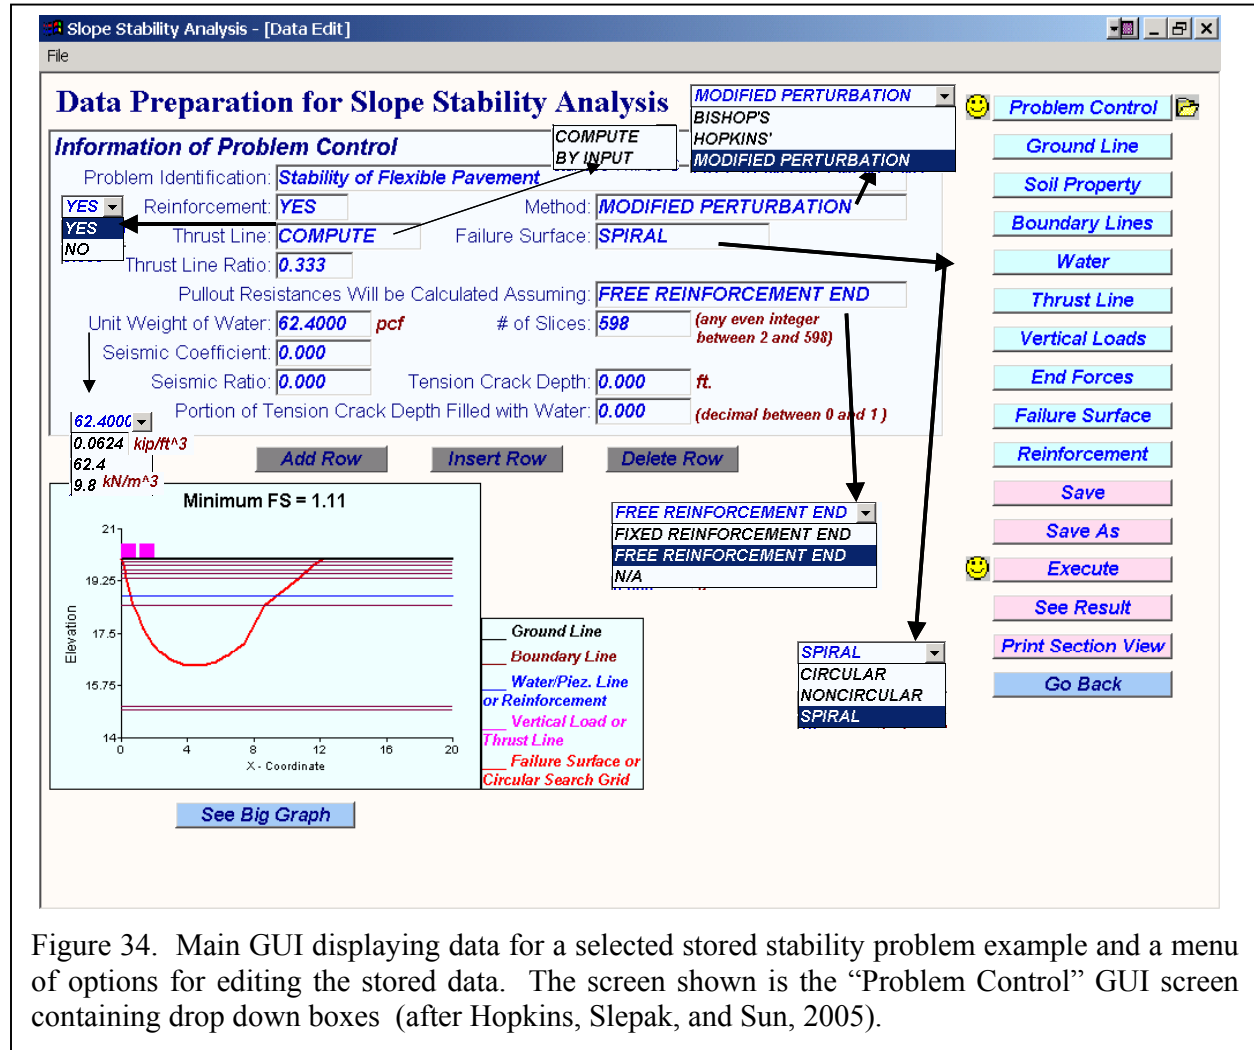 Slope Stability Analysis - [Data Edit]
File
Data Preparation for Slope Stability Analysis
MODIFIED PERTURBATION
BISHOP'S
HOPKINS'
MODIFIED PERTURBATION
COMPUTE
BY INPUT
Information of Problem Control
Problem Identification: Stability of Flexible Pavement
YES
YES
NO
Reinforcement: YES
Method: MODIFIED PERTURBATION
Thrust Line: COMPUTE
Failure Surface: SPIRAL
Thrust Line Ratio: 0.333
Pullout Resistances Will be Calculated Assuming: FREE REINFORCEMENT END
Unit Weight of Water: 62.4000 pcf
# of Slices: 598 (any even integer
between 2 and 598)
Seismic Coefficient: 0.000
Seismic Ratio: 0.000
Tension Crack Depth: 0.000 ft.
Portion of Tension Crack Depth Filled with Water: 0.000 (decimal between 0 and 1 )
0.0624 kip/ft^3
62.4
9.8 kN/m^3
Add Row
Insert Row
Delete Row
Minimum FS = 1.11
21
19.25
17.5
15.75
14
Elevation
0 4 8 12 16 20
X - Coordinate
Ground Line
Boundary Line
Water/Piez. Line
or Reinforcement
Vertical Load or
Thrust Line
Failure Surface or
Circular Search Grid
See Big Graph
FREE REINFORCEMENT END
FIXED REINFORCEMENT END
FREE REINFORCEMENT END
N/A
SPIRAL
CIRCULAR
NONCIRCULAR
SPIRAL
Problem Control
Ground Line
Soil Property
Boundary Lines
Water
Thrust Line
Vertical Loads
End Forces
Failure Surface
Reinforcement
Save
Save As
Execute
See Result
Print Section View
Go Back
Figure 34. Main GUI displaying data for a selected stored stability problem example and a menu
of options for editing the stored data. The screen shown is the “Problem Control” GUI screen
containing drop down boxes (after Hopkins, Slepak, and Sun, 2005).